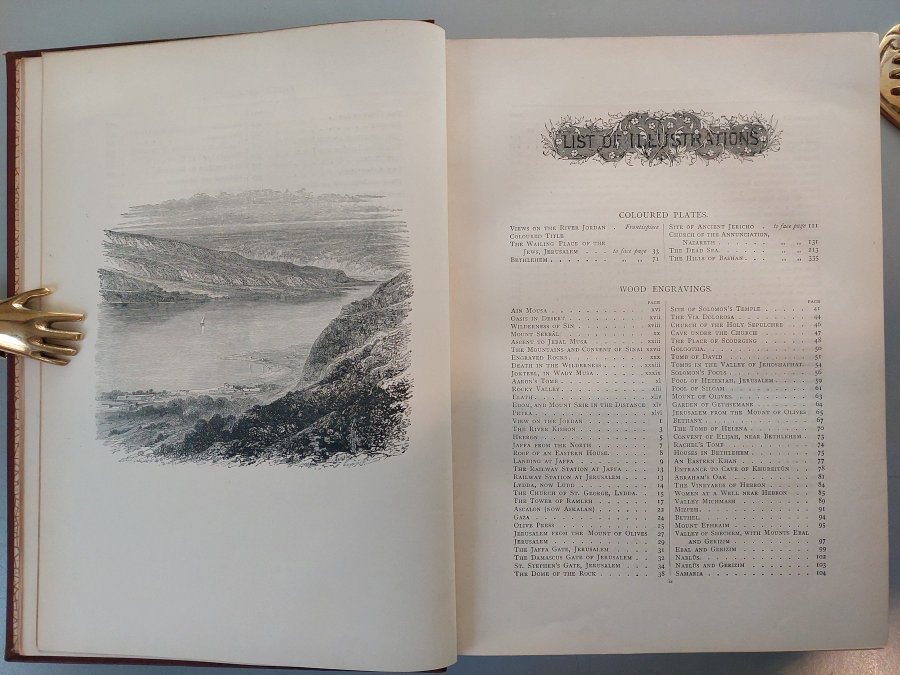 LIST OF ILLUSTRATIONS.
COLOURED PLATES.
VIEWS ON THE RIVER JORDAN . Frontispiece
COLOURED TITLE
THE WAILING PLACE OF THE
JEWS, JERUSALEM . . . to face page 33
BETHLEHEM . . . . „ „ 71
SITE OF ANCIENT JERICHO . to face page 121
CHURCH OF THE ANNUNCIATION,
NAZARETH . . . . . „ „ 131
THE DEAD SEA . . . . „ „ 213
THE HILLS OF BASHAN . . . „ „ 335
WOOD ENGRAVINGS.
PAGE
AIN MOUSA . . . . . . . xvi
OASIS IN DESERT . . . . . . xvii
WILDERNESS OF SIN . . . . . xviii
MOUNT SERBAL . . . . . . xx
ASCENT TO JEBAL MUSA . . . . xxiii
THE MOUNTAINS AND CONVENT OF SINAI xxvii
ENGRAVED ROCKS . . . . . . xxx
DEATH IN THE WILDERNESS . . . xxxiii
JOKTEEL, IN WADY MUSA . . . . xxxix
AARON'S TOMB . . . . . . xl
ROCKY VALLEY . . . . . . xlii
ELATH . . . . . . . . xliv
EDOM, AND MOUNT SEIR IN THE DISTANCE xlv
PETRA . . . . . . . . xlvi
VIEW ON THE JORDAN . . . . . 1
THE RIVER KISHON . . . . . 3
HEBRON . . . . . . . . 5
JAFFA FROM THE NORTH . . . . 7
ROOF OF AN EASTERN HOUSE . . . 8
LANDING AT JAFFA . . . . . 9
THE RAILWAY STATION AT JAFFA . . . 13
RAILWAY STATION AT JERUSALEM . . . 13
LYDDA, NOW LUDD . . . . . 14
THE CHURCH OF ST. GEORGE, LYDDA . . 15
THE TOWER OF RAMLEH . . . . 17
ASCALON (NOW ASKALAN) . . . . 22
GAZA . . . . . . . . 24
OLIVE PRESS . . . . . . . 25
JERUSALEM FROM THE MOUNT OF OLIVES 27
JERUSALEM . . . . . . . 29
THE JAFFA GATE, JERUSALEM . . . 31
THE DAMASCUS GATE OF JERUSALEM . . 32
ST. STEPHEN'S GATE, JERUSALEM . . . 34
THE DOME OF THE ROCK . . . . 38
PAGE
SITE OF SOLOMON'S TEMPLE . . . . 41
THE VIA DOLOROSA . . . . . 44
CHURCH OF THE HOLY SEPULCHRE . . 46
CAVE UNDER THE CHURCH . . . . 47
THE PLACE OF SCOURGING . . . . 48
GOLGOTHA . . . . . . . 50
TOMB OF DAVID . . . . . . 51
TOMBS IN THE VALLEY OF JEHOSHAPHAT . 54
SOLOMON'S POOLS . . . . . . 56
POOL OF HEZEKIAH, JERUSALEM . . . 59
POOL OF SILOAM . . . . . . 61
MOUNT OF OLIVES . . . . . . 63
GARDEN OF GETHSEMANE . . . . 64
JERUSALEM FROM THE MOUNT OF OLIVES 65
BETHANY . . . . . . . 67
THE TOMB OF HELENA . . . . . 70
CONVENT OF ELIJAH, NEAR BETHLEHEM . 73
RACHEL'S TOMB . . . . . . 74
HOUSES IN BETHLEHEM . . . . . 75
AN EASTERN KHAN . . . . . . 77
ENTRANCE TO CAVE OF KHUREITÛN . . 78
ABRAHAM'S OAK . . . . . . 81
THE VINEYARDS OF HEBRON . . . . 84
WOMEN AT A WELL NEAR HEBRON . . 85
VALLEY MICHMASH . . . . . . 89
MIZPEH . . . . . . . . 91
BETHEL . . . . . . . . 94
MOUNT EPHRAIM . . . . . . 95
VALLEY OF SHECHEM, WITH MOUNTS EBAL
AND GERIZIM . . . . . . 97
EBAL AND GERIZIM . . . . . . 99
NABLÛS . . . . . . . . 102
NABLÛS AND GERIZIM . . . . . 103
SAMARIA . . . . . . . 104